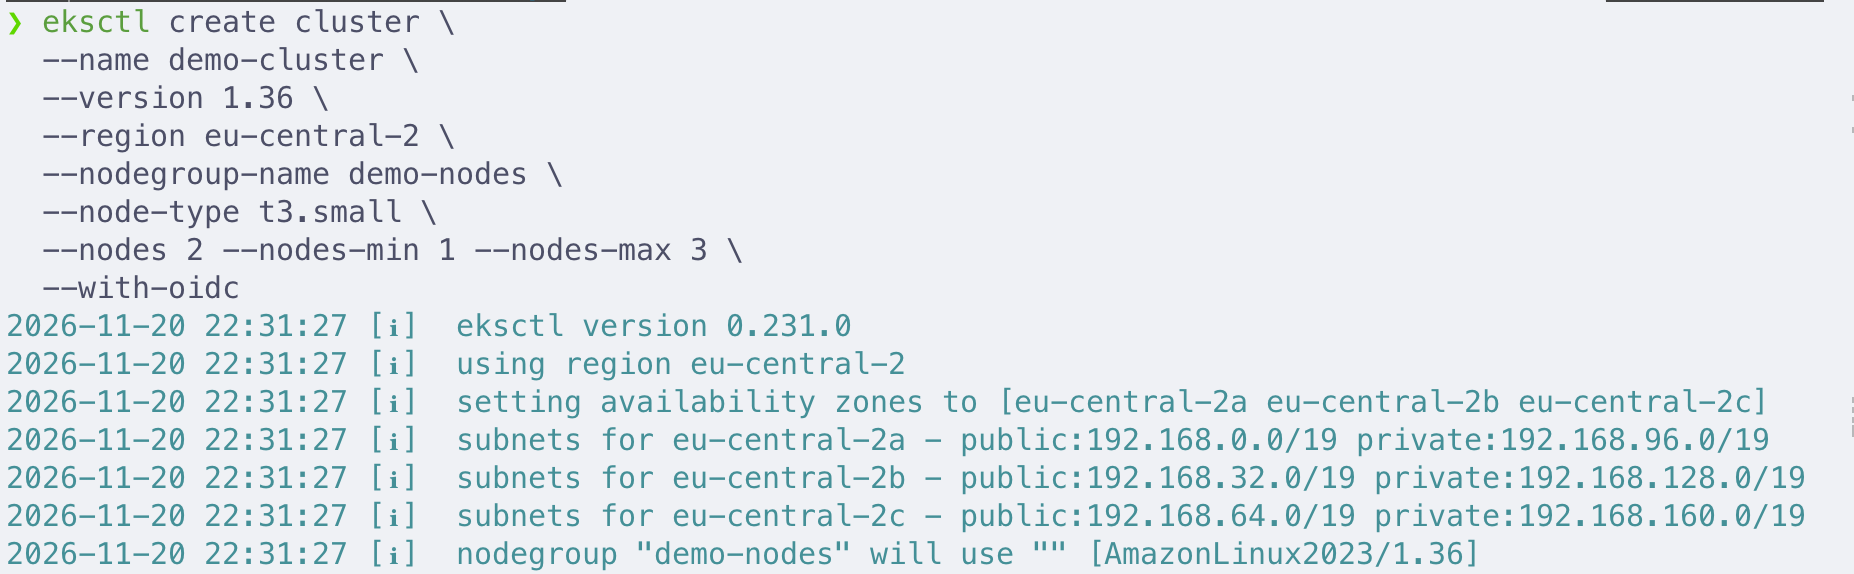 ❯ eksctl create cluster \
  --name demo-cluster \
  --version 1.36 \
  --region eu-central-2 \
  --nodegroup-name demo-nodes \
  --node-type t3.small \
  --nodes 2 --nodes-min 1 --nodes-max 3 \
  --with-oidc
2026-11-20 22:31:27 [ℹ]  eksctl version 0.231.0
2026-11-20 22:31:27 [ℹ]  using region eu-central-2
2026-11-20 22:31:27 [ℹ]  setting availability zones to [eu-central-2a eu-central-2b eu-central-2c]
2026-11-20 22:31:27 [ℹ]  subnets for eu-central-2a - public:192.168.0.0/19 private:192.168.96.0/19
2026-11-20 22:31:27 [ℹ]  subnets for eu-central-2b - public:192.168.32.0/19 private:192.168.128.0/19
2026-11-20 22:31:27 [ℹ]  subnets for eu-central-2c - public:192.168.64.0/19 private:192.168.160.0/19
2026-11-20 22:31:27 [ℹ]  nodegroup "demo-nodes" will use "" [AmazonLinux2023/1.36]